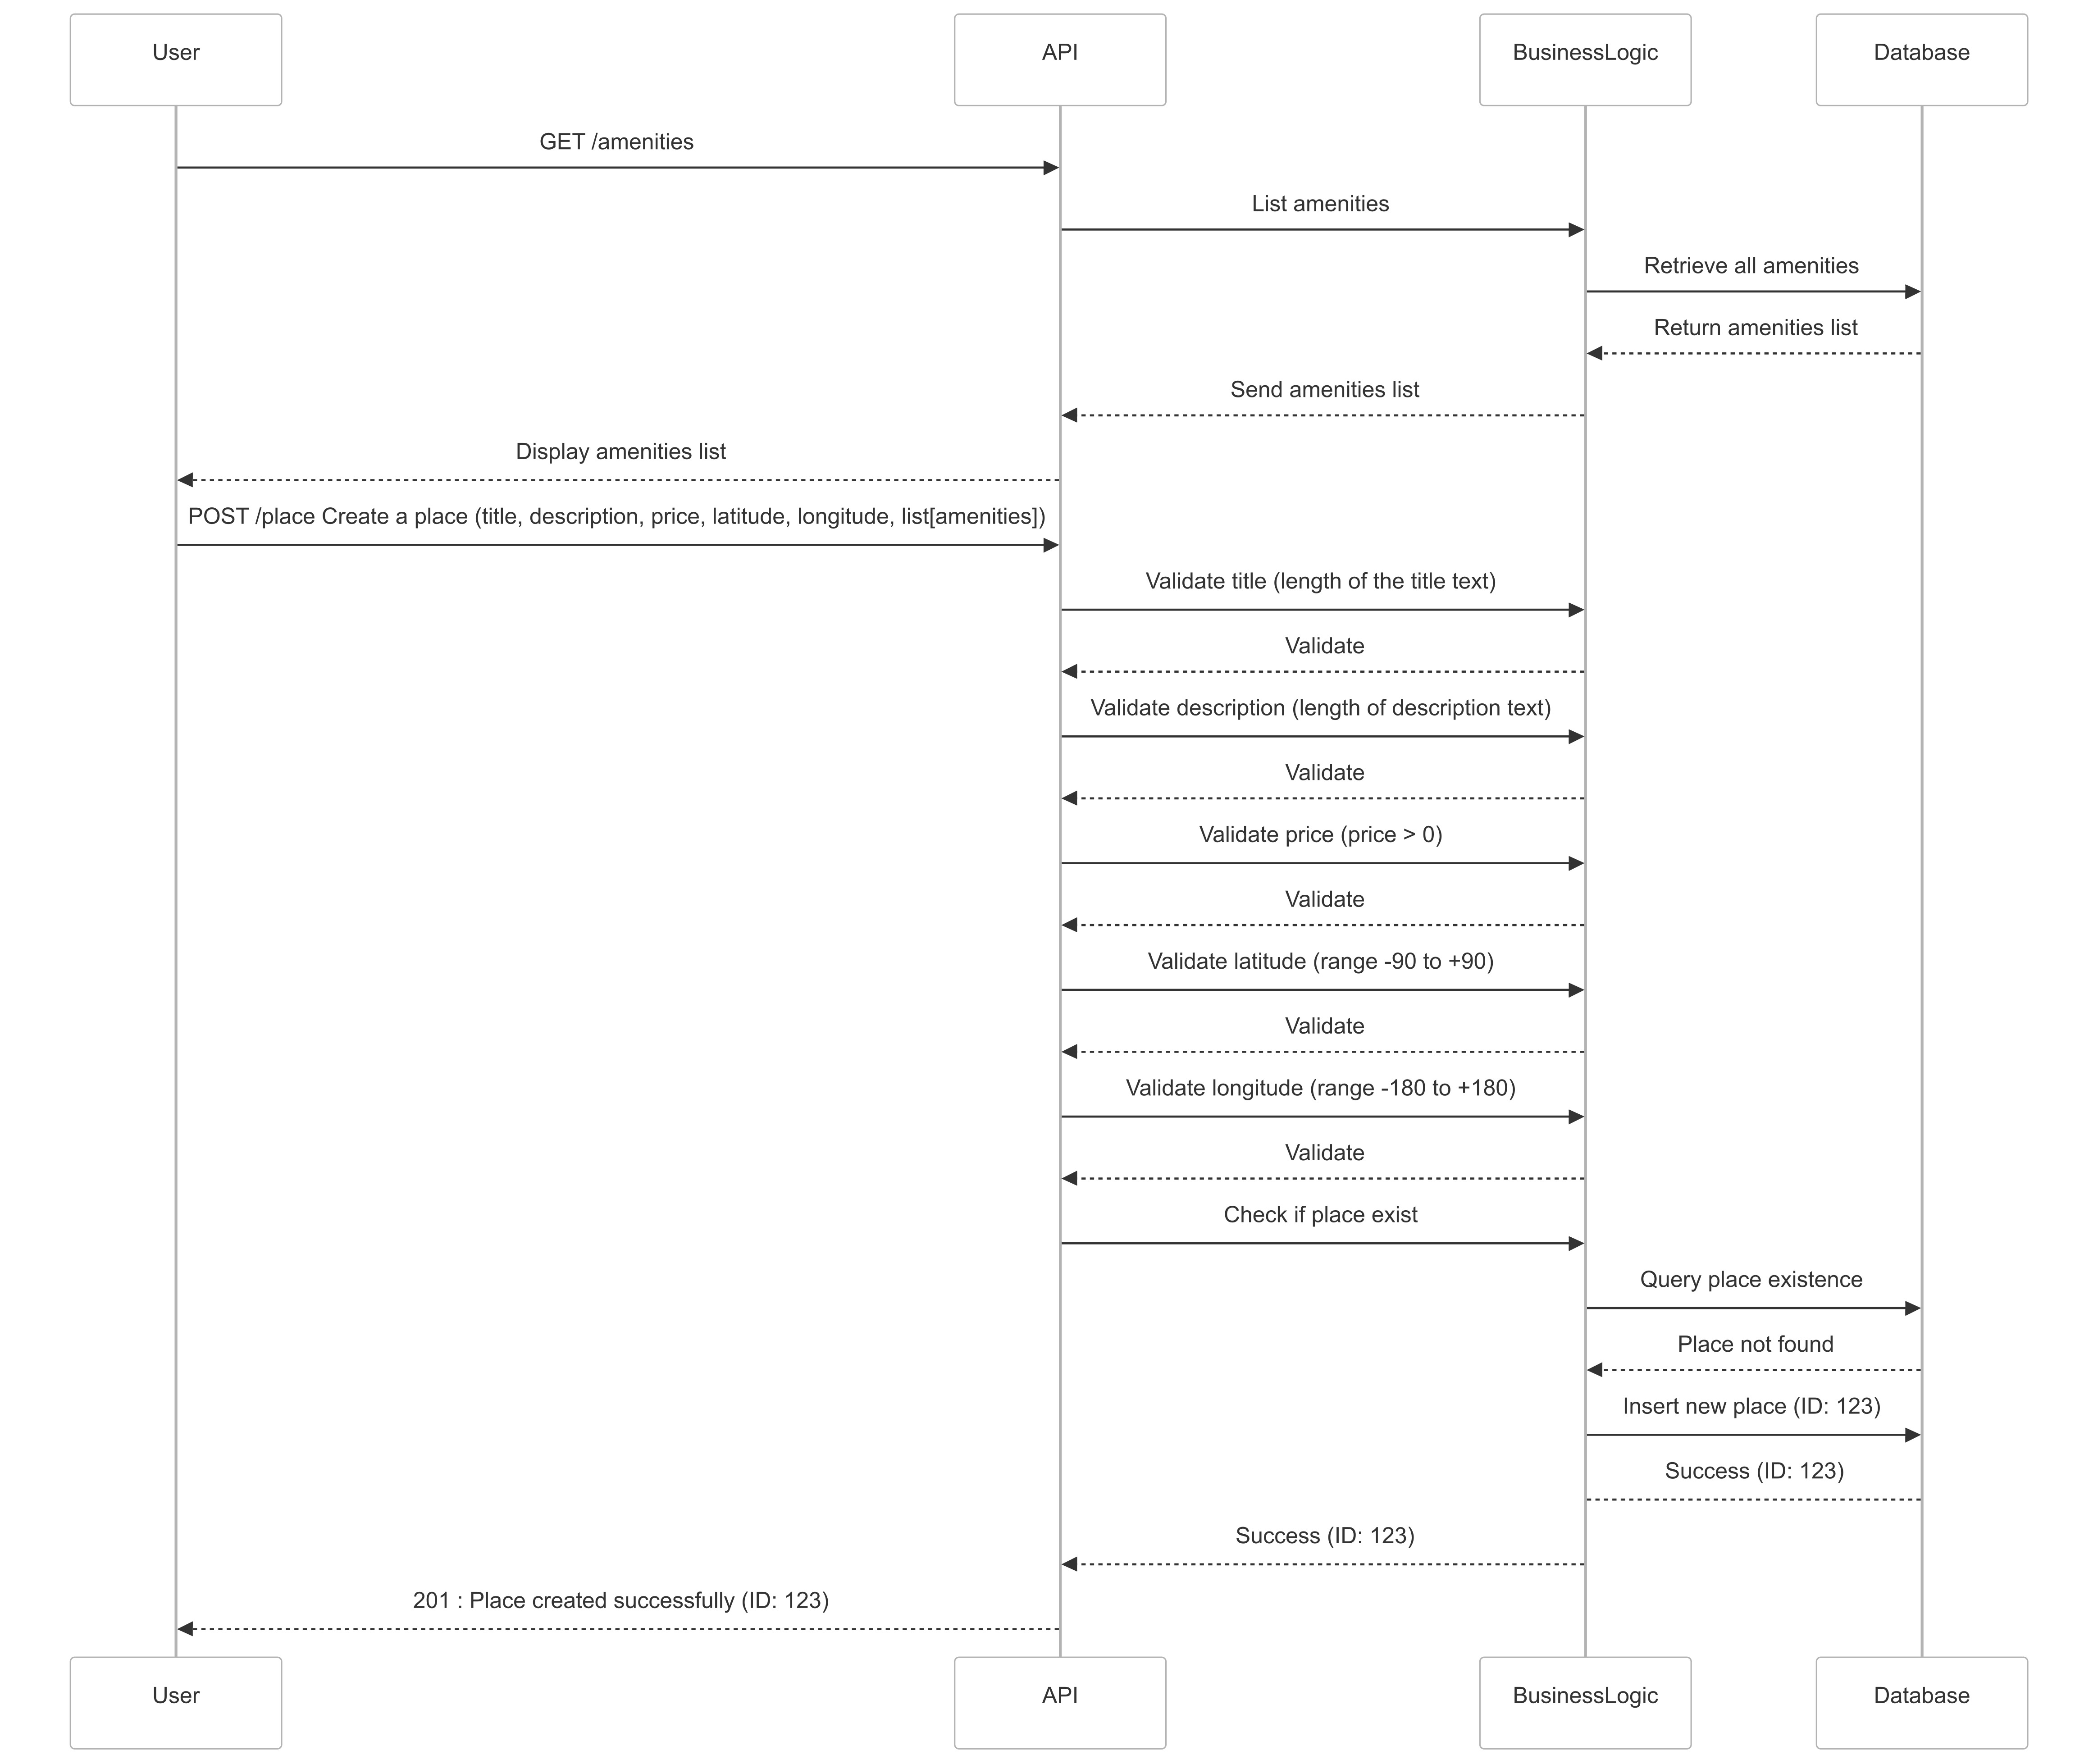 User
API
BusinessLogic
Database
GET /amenities
List amenities
Retrieve all amenities
Return amenities list
Send amenities list
Display amenities list
POST /place Create a place (title, description, price, latitude, longitude, list[amenities])
Validate title (length of the title text)
Validate
Validate description (length of description text)
Validate
Validate price (price > 0)
Validate
Validate latitude (range -90 to +90)
Validate
Validate longitude (range -180 to +180)
Validate
Check if place exist
Query place existence
Place not found
Insert new place (ID: 123)
Success (ID: 123)
Success (ID: 123)
201 : Place created successfully (ID: 123)
User
API
BusinessLogic
Database